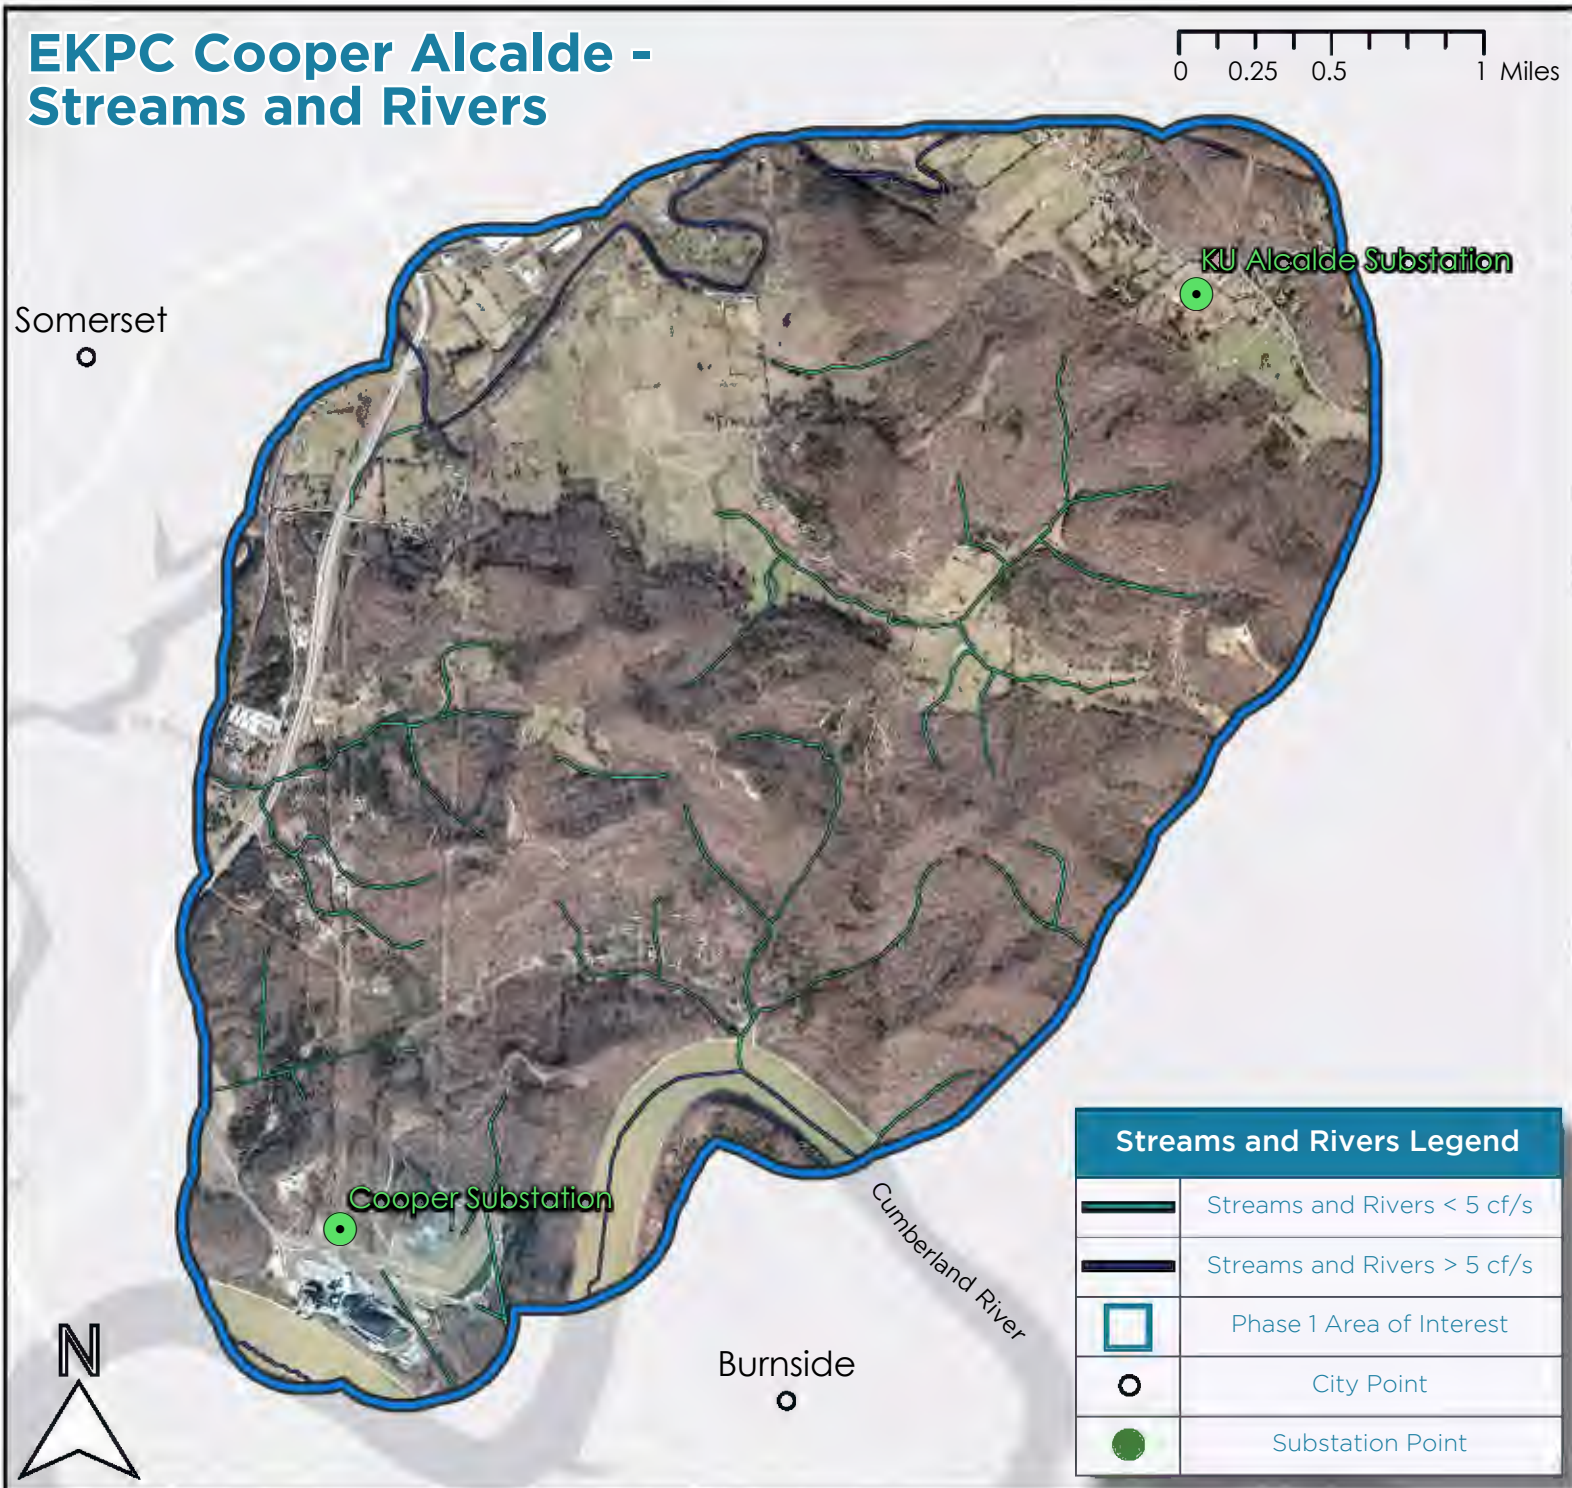 EKPC Cooper Alcalde -
Streams and Rivers
0 0.25 0.5 1 Miles
KU Alcalde Substation
Somerset
Cooper Substation
Cumberland River
Burnside
N
Streams and Rivers Legend
Streams and Rivers < 5 cf/s
Streams and Rivers > 5 cf/s
Phase 1 Area of Interest
City Point
Substation Point